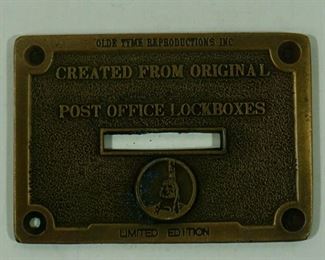 OLDE TYME REPRODUCTIONS INC
CREATED FROM ORIGINAL
POST OFFICE LOCKBOXES
LIMITED EDITION